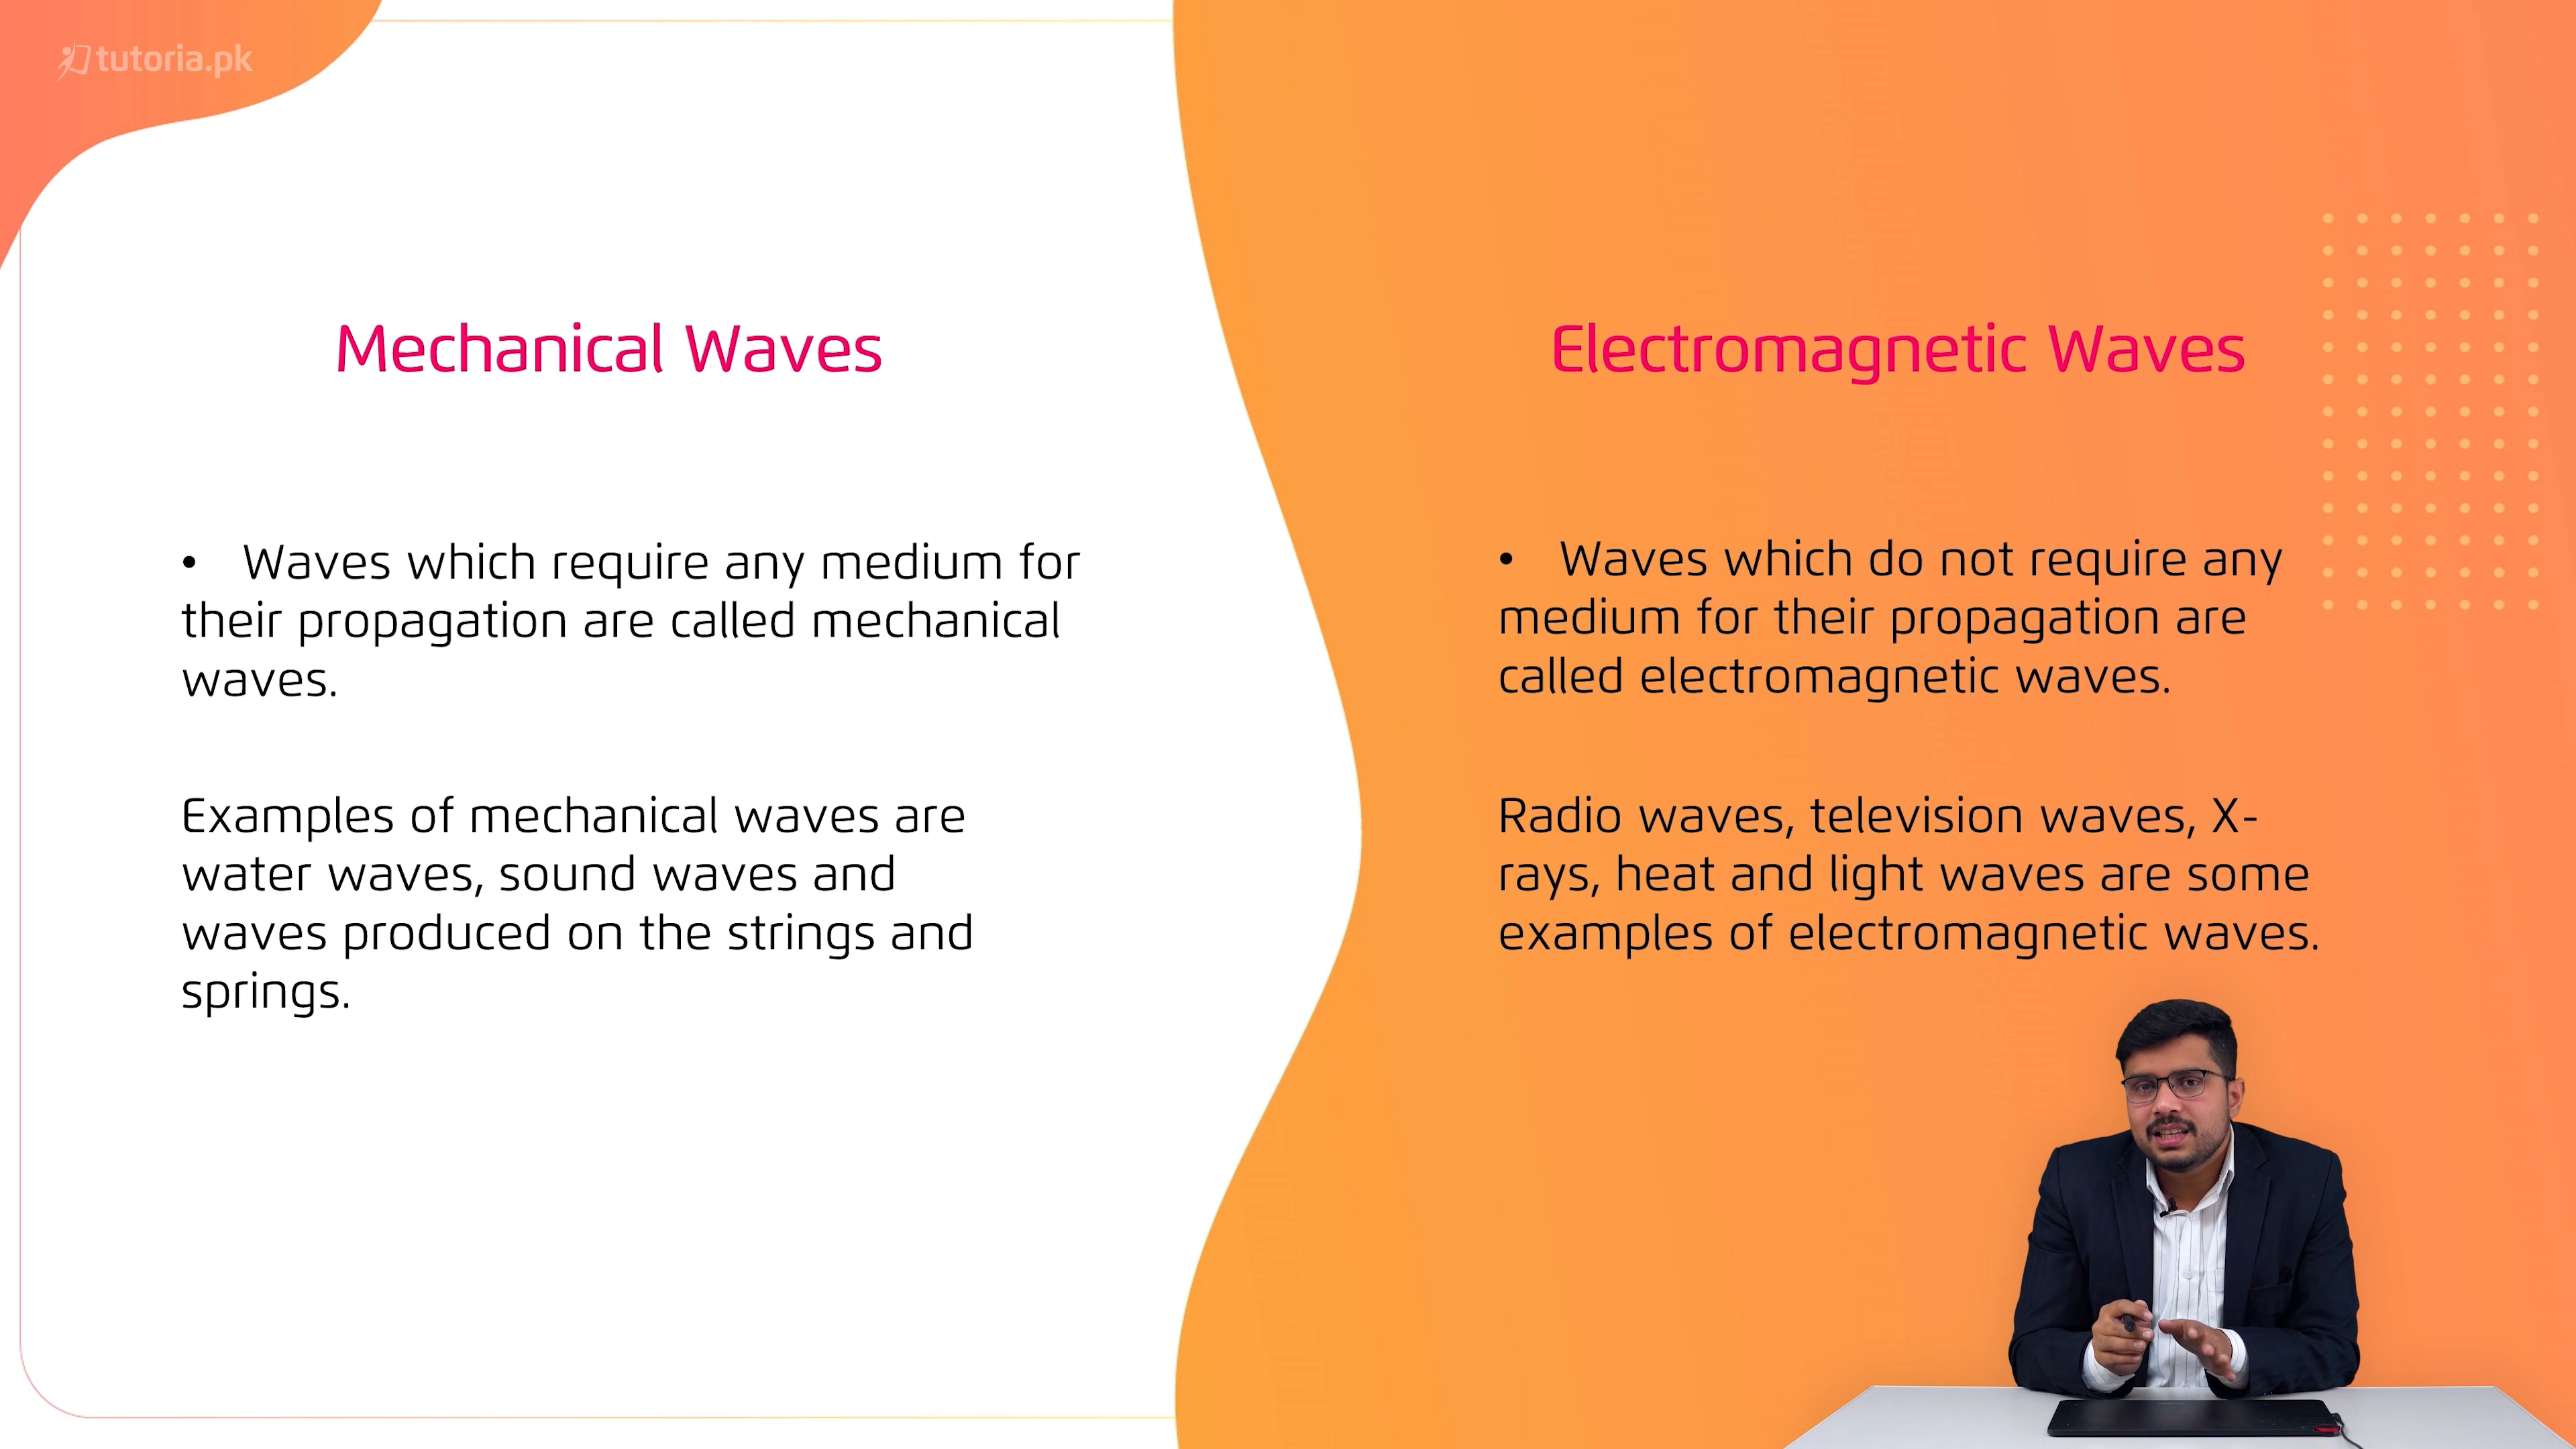 tutoria.pk
Mechanical Waves
• Waves which require any medium for
their propagation are called mechanical
waves.
Examples of mechanical waves are
water waves, sound waves and
waves produced on the strings and
springs.
Electromagnetic Waves
• Waves which do not require any
medium for their propagation are
called electromagnetic waves.
Radio waves, television waves, X-
rays, heat and light waves are some
examples of electromagnetic waves.